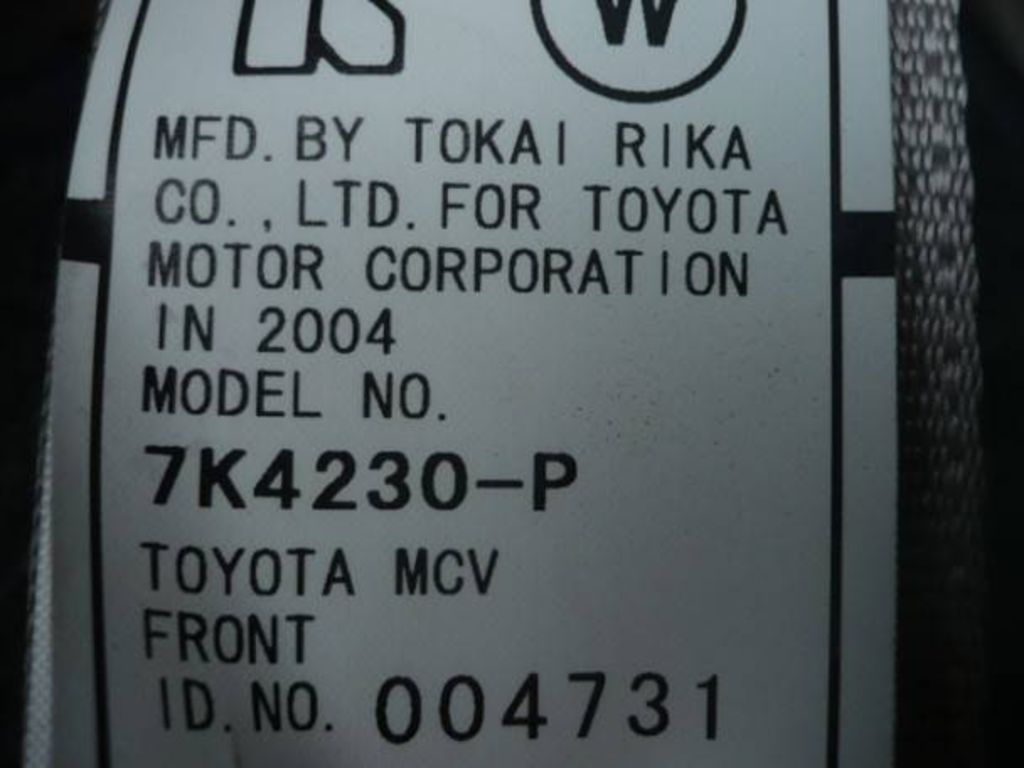 W
MFD. BY TOKAI RIKA
CO., LTD. FOR TOYOTA
MOTOR CORPORATION
IN 2004
MODEL NO.
7K4230-P
TOYOTA MCV
FRONT
ID. NO. 004731